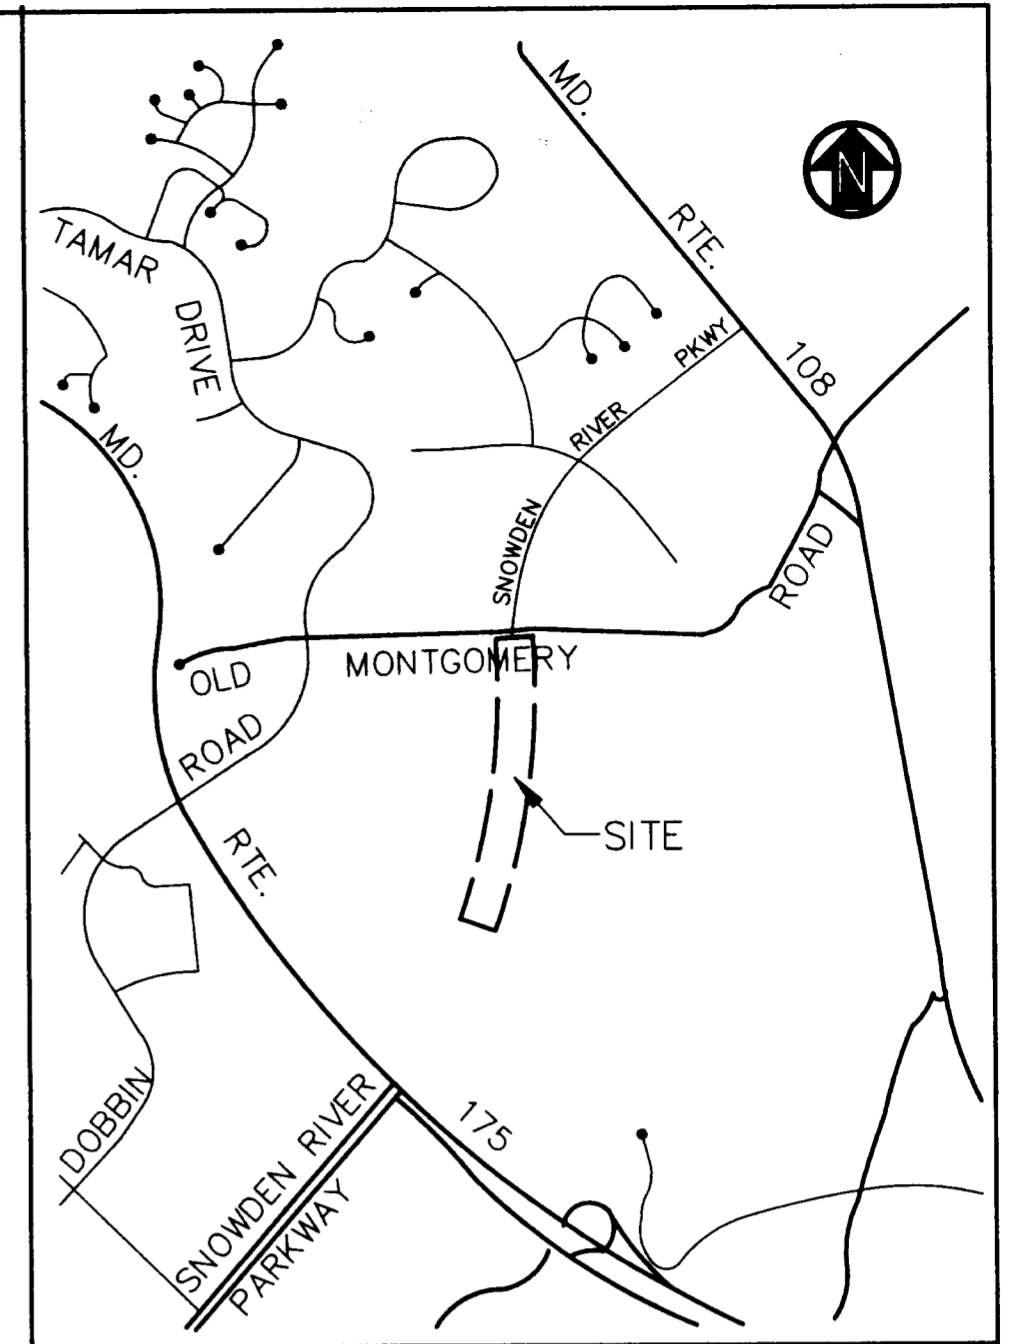 MD.
N
RTE.
TAMAR
DRIVE
PKWY
108
RIVER
MD.
SNOWDEN
ROAD
OLD
MONTGOMERY
ROAD
RTE.
SITE
DOBBIN
SNOWDEN RIVER
PARKWAY
175